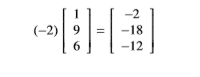 (-2) [ 1 ] = [ -2 ]
[ 9 ] [ -18 ]
[ 6 ] [ -12 ]